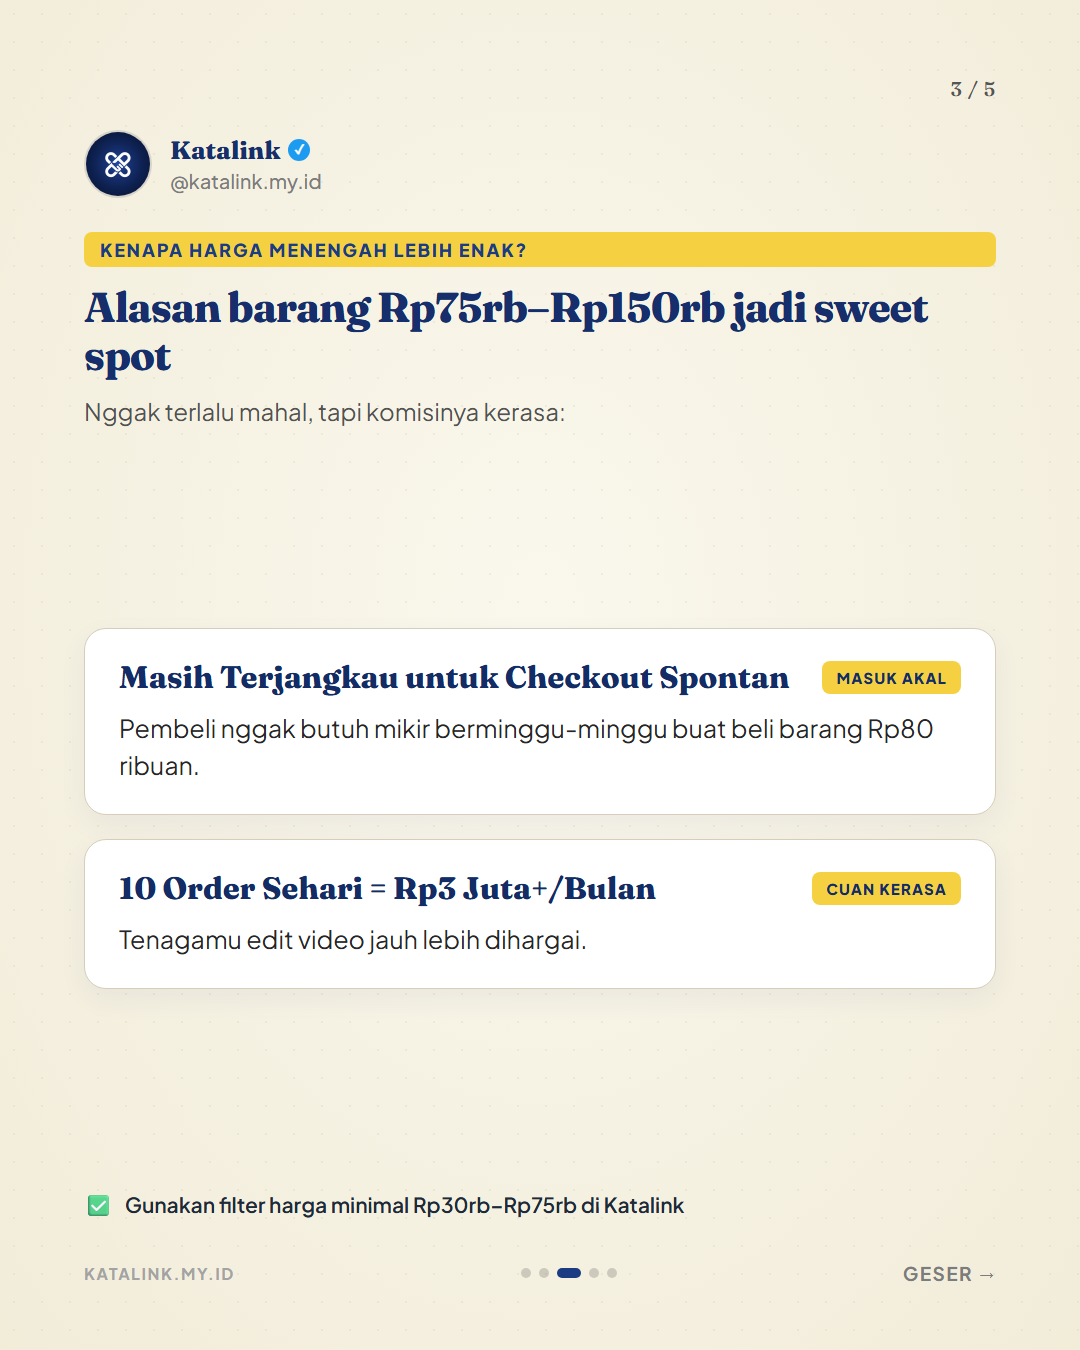 3 / 5
Katalink
@katalink.my.id
KENAPA HARGA MENENGAH LEBIH ENAK?
Alasan barang Rp75rb–Rp150rb jadi sweet
spot
Nggak terlalu mahal, tapi komisinya kerasa:
Masih Terjangkau untuk Checkout Spontan
MASUK AKAL
Pembeli nggak butuh mikir berminggu-minggu buat beli barang Rp80
ribuan.
10 Order Sehari = Rp3 Juta+/Bulan
CUAN KERASA
Tenagamu edit video jauh lebih dihargai.
✅ Gunakan filter harga minimal Rp30rb–Rp75rb di Katalink
KATALINK.MY.ID
GESER →